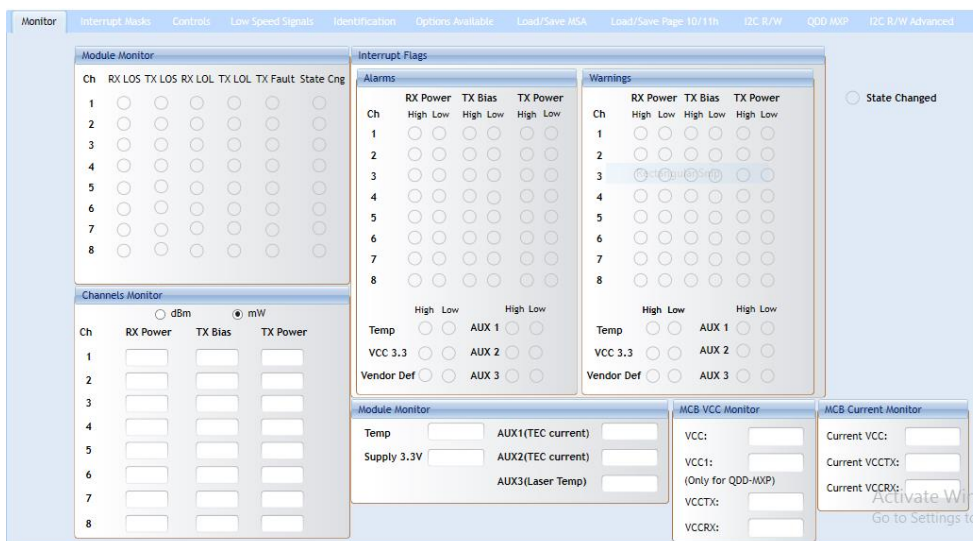 Monitor Interrupt Masks Controls Low Speed Signals Identification Options Available Load/Save MSA Load/Save Page 10/11h I2C R/W QDD MXP I2C R/W Advanced
Module Monitor
Ch RX LOS TX LOS RX LOL TX LOL TX Fault State Cng
1
2
3
4
5
6
7
8
Channels Monitor
dBm mW
Ch RX Power TX Bias TX Power
1
2
3
4
5
6
7
8
Interrupt Flags
Alarms
RX Power TX Bias TX Power
Ch High Low High Low High Low
1
2
3
4
5
6
7
8
High Low High Low
Temp AUX 1
VCC 3.3 AUX 2
Vendor Def AUX 3
Warnings
RX Power TX Bias TX Power
Ch High Low High Low High Low
1
2
3
4
5
6
7
8
High Low High Low
Temp AUX 1
VCC 3.3 AUX 2
Vendor Def AUX 3
State Changed
Module Monitor
Temp AUX1(TEC current)
Supply 3.3V AUX2(TEC current)
AUX3(Laser Temp)
MCB VCC Monitor
VCC:
VCC1:
(Only for QDD-MXP)
VCCTX:
VCCRX:
MCB Current Monitor
Current VCC:
Current VCCTX:
Current VCCRX:
Activate Win
Go to Settings to